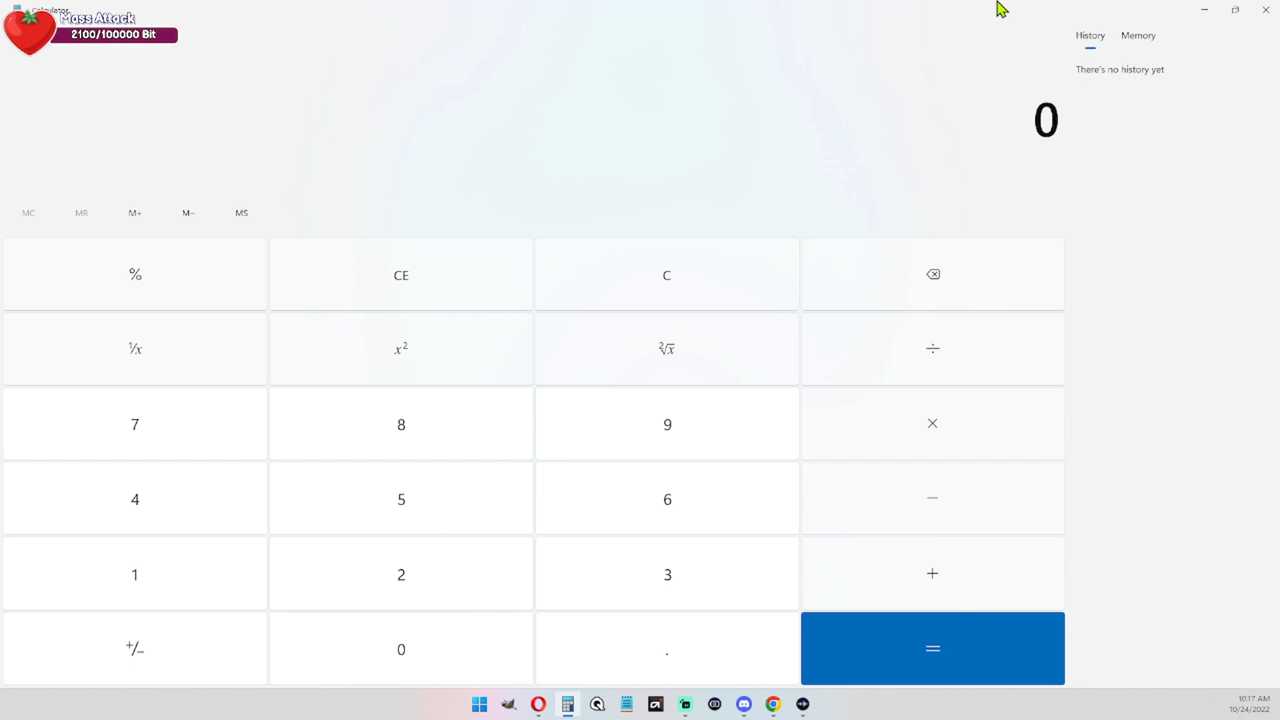 Calculator
Mass Attack
2100/100000 Bit
History Memory
There's no history yet
0
MC MR M+ M− MS
% CE C
⅟x x² ²√x ÷
7 8 9 ×
4 5 6 −
1 2 3 +
+/− 0 . =
10:17 AM
10/24/2022